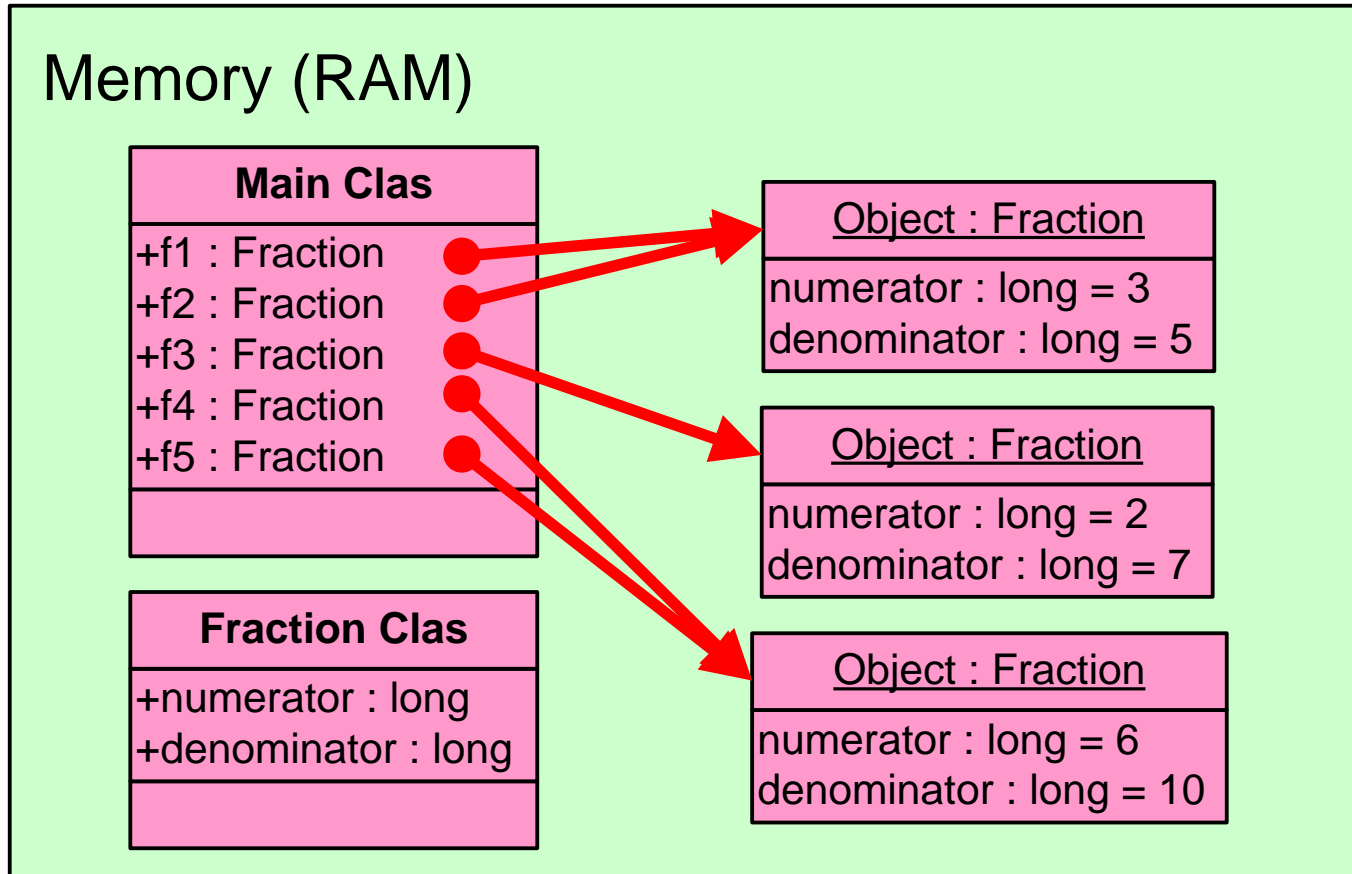 Memory (RAM)
Main Clas
+f1 : Fraction
+f2 : Fraction
+f3 : Fraction
+f4 : Fraction
+f5 : Fraction
Fraction Clas
+numerator : long
+denominator : long
Object : Fraction
numerator : long = 3
denominator : long = 5
Object : Fraction
numerator : long = 2
denominator : long = 7
Object : Fraction
numerator : long = 6
denominator : long = 10